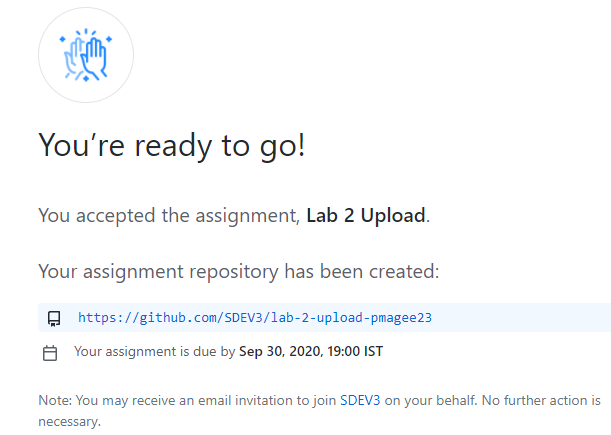 You’re ready to go!
You accepted the assignment, Lab 2 Upload.
Your assignment repository has been created:
https://github.com/SDEV3/lab-2-upload-pmagee23
Your assignment is due by Sep 30, 2020, 19:00 IST
Note: You may receive an email invitation to join SDEV3 on your behalf. No further action is
necessary.